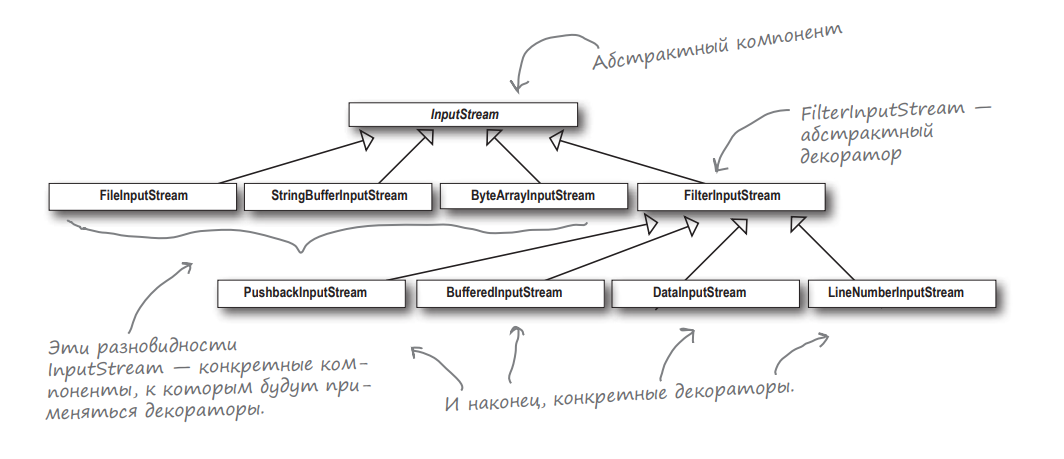 Абстрактный компонент
InputStream
FilterInputStream —
абстрактный
декоратор
FileInputStream
StringBufferInputStream
ByteArrayInputStream
FilterInputStream
PushbackInputStream
BufferedInputStream
DataInputStream
LineNumberInputStream
Эти разновидности
InputStream — конкретные ком-
поненты, к которым будут при-
меняться декораторы.
И наконец, конкретные декораторы.